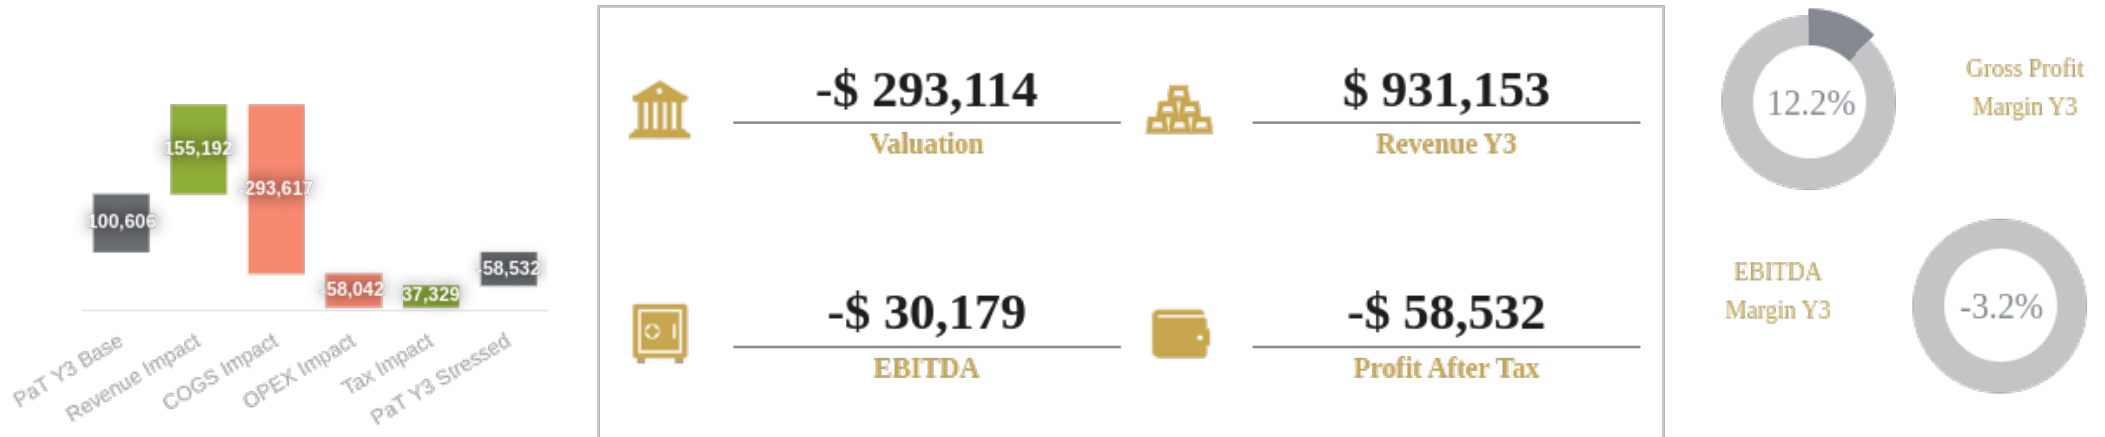 155,192
-293,617
100,606
-58,042
37,329
-58,532
PaT Y3 Base
Revenue Impact
COGS Impact
OPEX Impact
Tax Impact
PaT Y3 Stressed
-$ 293,114
Valuation
$ 931,153
Revenue Y3
-$ 30,179
EBITDA
-$ 58,532
Profit After Tax
12.2%
Gross Profit
Margin Y3
EBITDA
Margin Y3
-3.2%